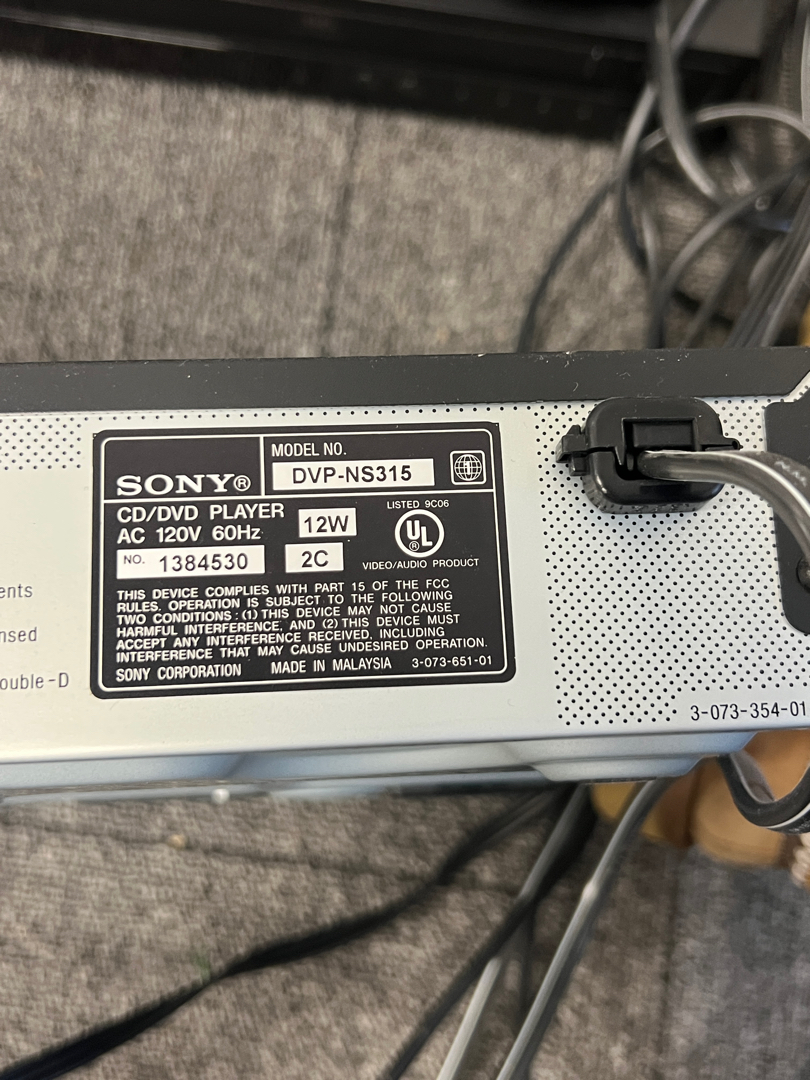 MODEL NO.
SONY®
DVP-NS315
1
CD/DVD PLAYER
AC 120V 60Hz
12W
NO. 1384530
2C
LISTED 9C06
UL®
VIDEO/AUDIO PRODUCT
THIS DEVICE COMPLIES WITH PART 15 OF THE FCC
RULES. OPERATION IS SUBJECT TO THE FOLLOWING
TWO CONDITIONS : (1) THIS DEVICE MAY NOT CAUSE
HARMFUL INTERFERENCE, AND (2) THIS DEVICE MUST
ACCEPT ANY INTERFERENCE RECEIVED, INCLUDING
INTERFERENCE THAT MAY CAUSE UNDESIRED OPERATION.
SONY CORPORATION MADE IN MALAYSIA 3-073-651-01
ents
nsed
ouble-D
3-073-354-01